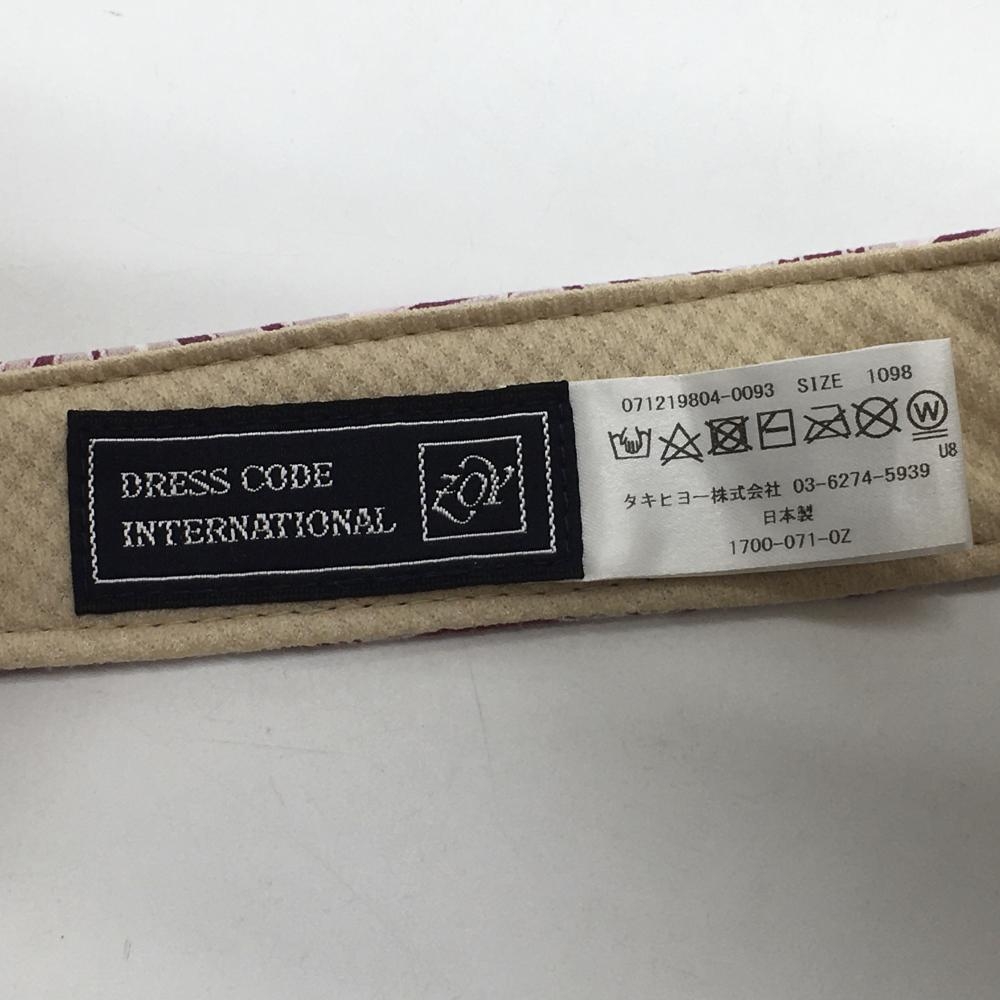 DRESS CODE
INTERNATIONAL
ZOY
071219804-0093 SIZE 1098
W
U8
タキヒヨー株式会社 03-6274-5939
日本製
1700-071-0Z